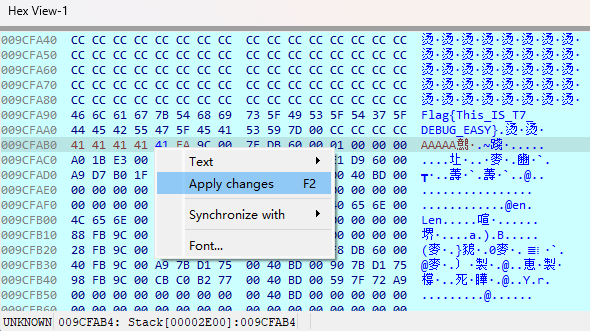 Hex View-1
009CFA40 CC CC CC CC CC CC CC CC CC CC CC CC CC CC CC CC 烫·烫·烫·烫·烫·烫·烫·烫·
009CFA50 CC CC CC CC CC CC CC CC CC CC CC CC CC CC CC CC 烫·烫·烫·烫·烫·烫·烫·烫·
009CFA60 CC CC CC CC CC CC CC CC CC CC CC CC CC CC CC CC 烫·烫·烫·烫·烫·烫·烫·烫·
009CFA70 CC CC CC CC CC CC CC CC CC CC CC CC CC CC CC CC 烫·烫·烫·烫·烫·烫·烫·烫·
009CFA80 CC CC CC CC CC CC CC CC CC CC CC CC CC CC CC CC 烫·烫·烫·烫·烫·烫·烫·烫·
009CFA90 46 6C 61 67 7B 54 68 69 73 5F 49 53 5F 54 37 5F Flag{This_IS_T7_
009CFAA0 44 45 42 55 47 5F 45 41 53 59 7D 00 CC CC CC CC DEBUG_EASY}.烫·烫·
009CFAB0 41 41 41 41 41 FA 9C 00 7E DB 60 00 01 00 00 00 AAAAA
009CFAC0 A0 1B E3 00 D9 60 00
009CFAD0 A9 D7 B0 1F 40 BD 00
009CFAE0 00 00 00 00 00 00 00
009CFAF0 00 00 00 00 40 65 6E 00 @en.
009CFB00 4C 65 6E 00 00 00 00 Len
009CFB10 88 FB 9C 00 00 00 00
009CFB20 28 FB 9C 00 DB 60 00
009CFB30 40 FB 9C 00 A9 7B D1 75 00 40 BD 00 90 7B D1 75
009CFB40 98 FB 9C 00 CB C0 B2 77 00 40 BD 00 59 7F 72 A9
009CFB50 00 00 00 00 00 00 00 00 00 40 BD 00 00 00 00 00 .........@......
Text
Apply changes F2
Synchronize with
Font...
UNKNOWN 009CFAB4: Stack[00002E00]:009CFAB4